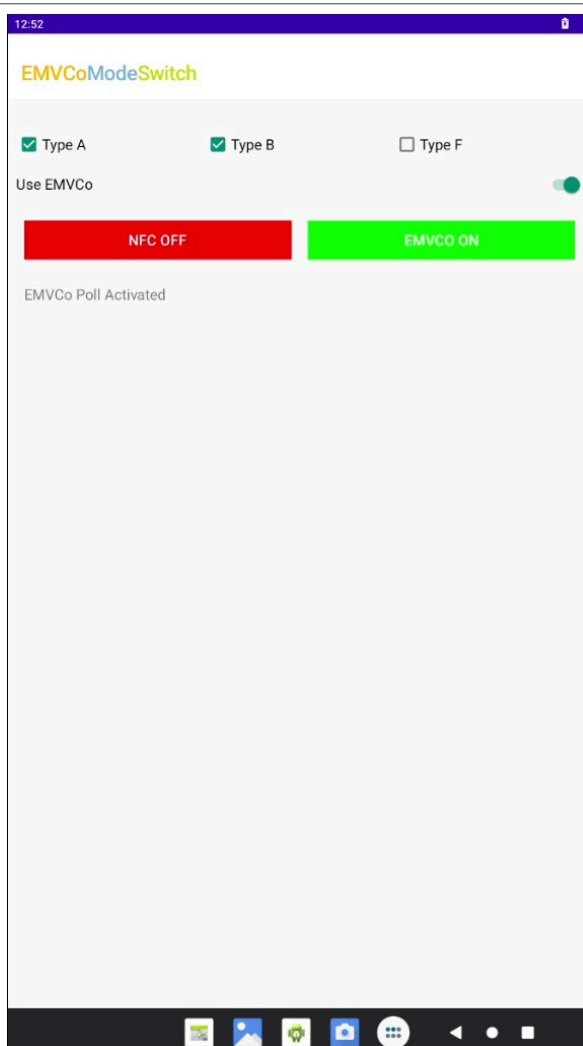 12:52
EMVCoModeSwitch
Type A Type B Type F
Use EMVCo
NFC OFF EMVCO ON
EMVCo Poll Activated